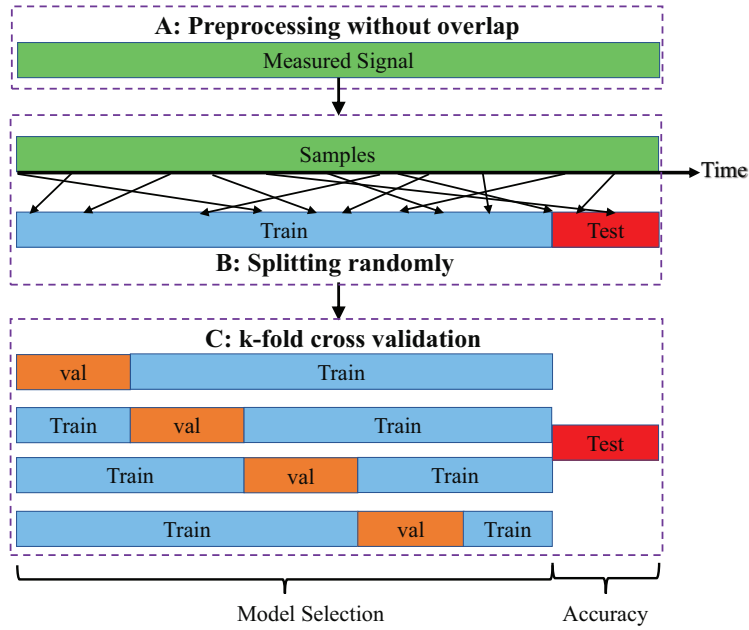 A: Preprocessing without overlap
Measured Signal
Samples
Time
Train
Test
B: Splitting randomly
C: k-fold cross validation
val
Train
Train
val
Train
Test
Train
val
Train
Train
val
Train
Model Selection
Accuracy